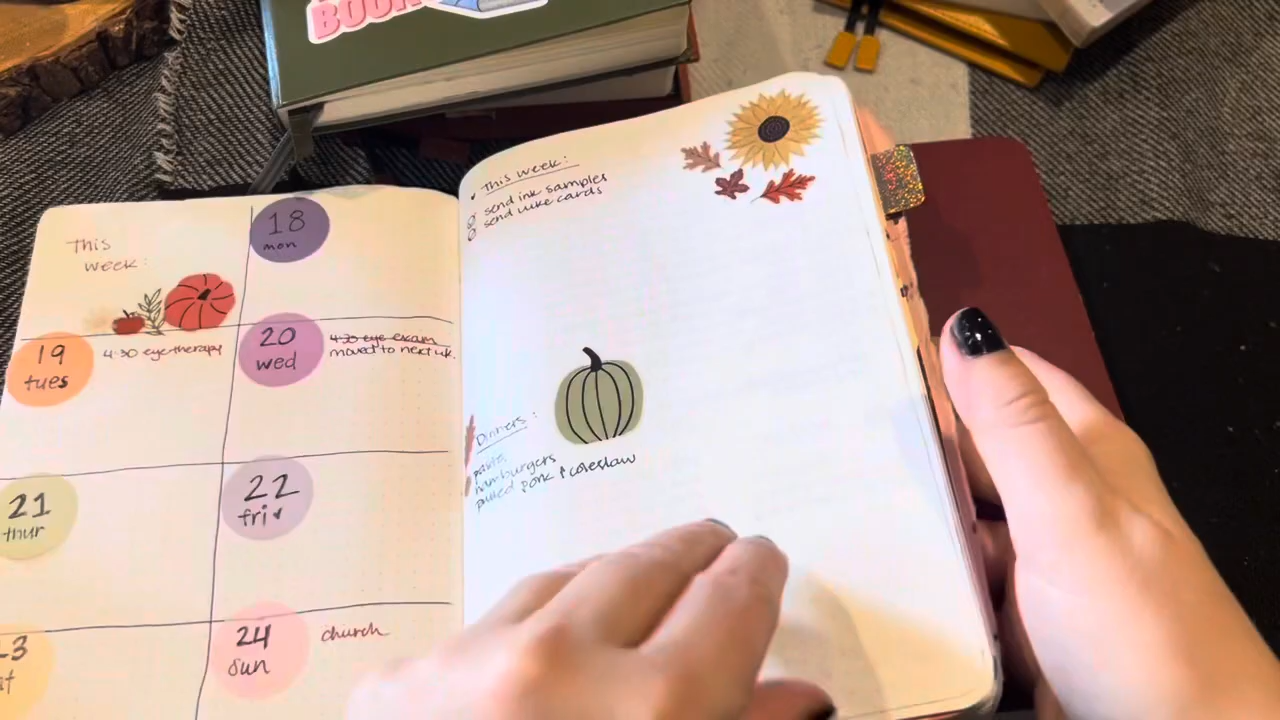 BOOK
This
week:
18
mon
19
tues
4:30 eye therapy
20
wed
4:30 eye exam
moved to next wk.
21
thur
22
fri
24
sun
church
This week:
send ink samples
send luke cards
Dinners:
pasta
hamburgers
pulled pork + coleslaw